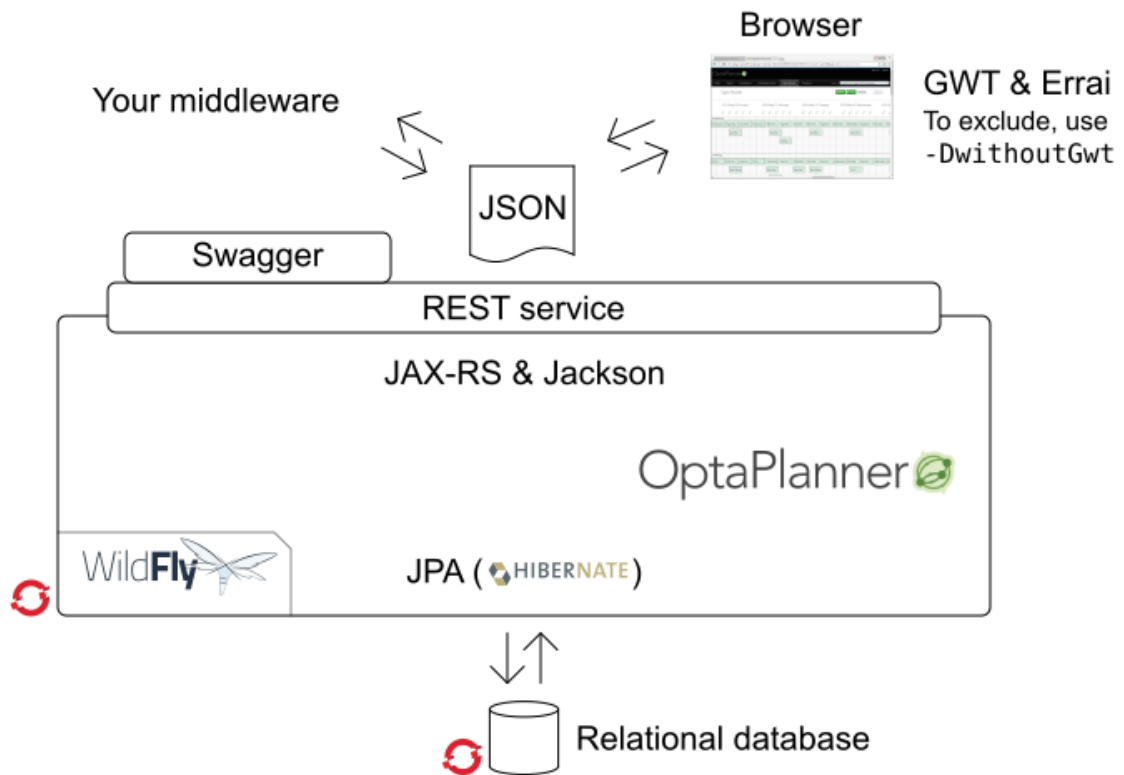 Browser
Your middleware
GWT & Errai
To exclude, use
-DwithoutGwt
JSON
Swagger
REST service
JAX-RS & Jackson
OptaPlanner
WildFly
JPA ( HIBERNATE )
Relational database